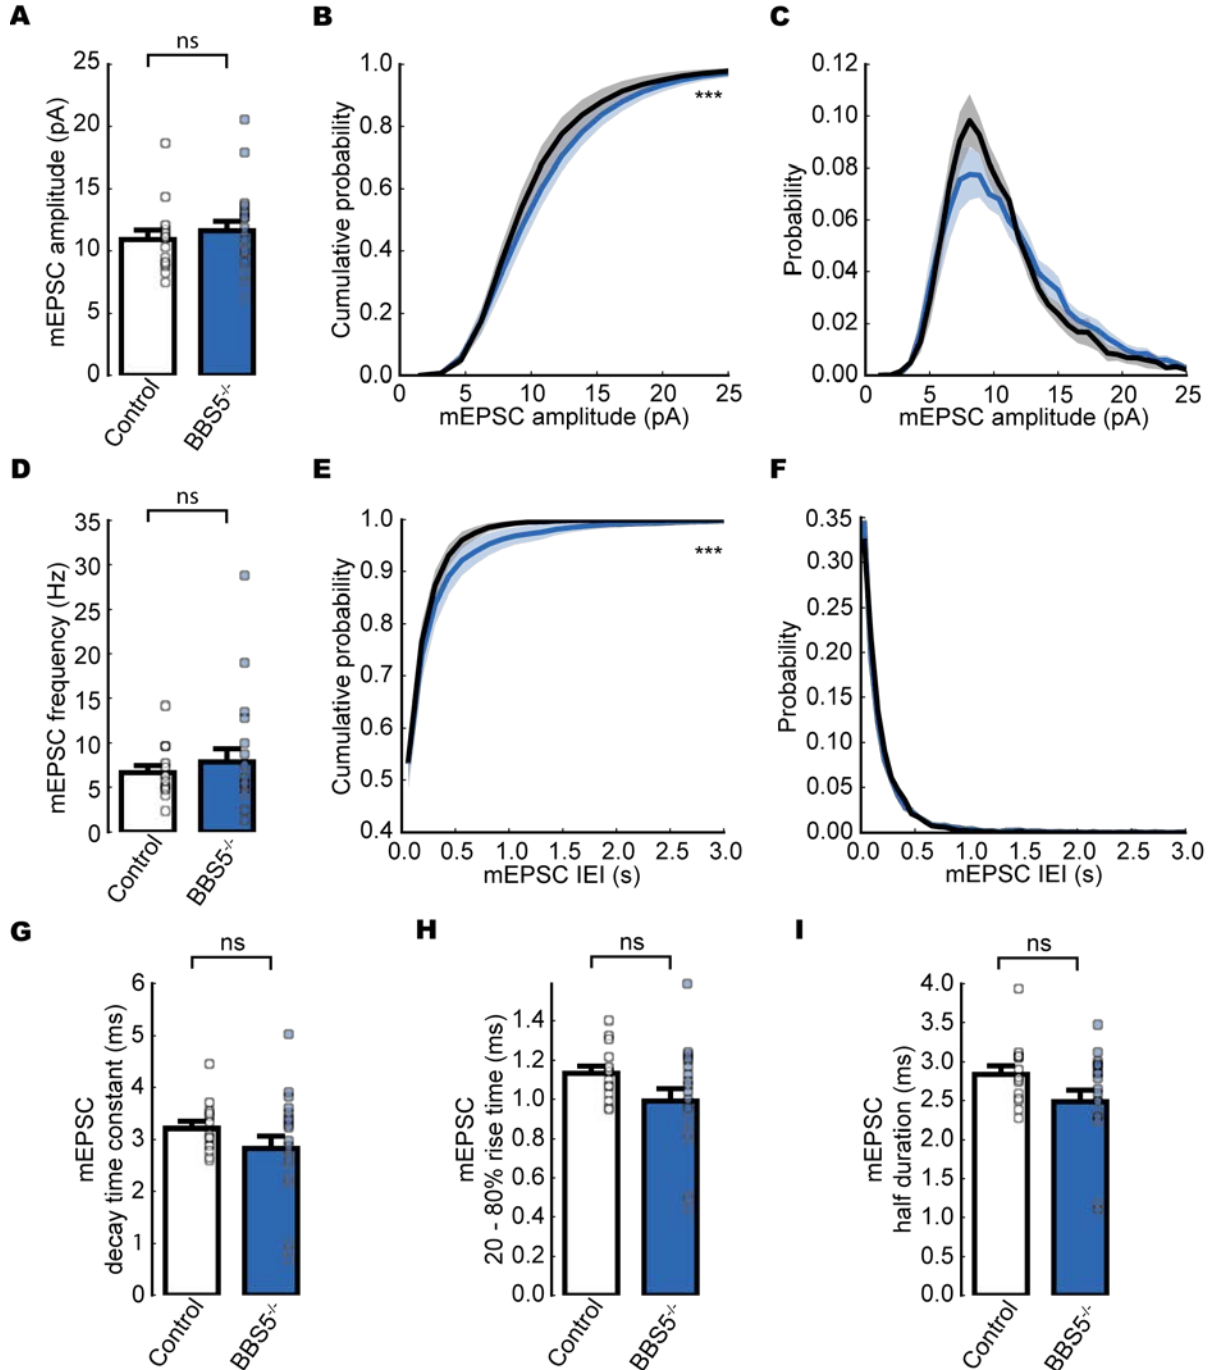 A
ns
mEPSC amplitude (pA)
25
20
15
10
5
0
Control
BBS5-/-
B
Cumulative probability
1.0
0.8
0.6
0.4
0.2
0.0
***
0 5 10 15 20 25
mEPSC amplitude (pA)
C
Probability
0.12
0.10
0.08
0.06
0.04
0.02
0.00
0 5 10 15 20 25
mEPSC amplitude (pA)
D
ns
mEPSC frequency (Hz)
35
30
25
20
15
10
5
0
Control
BBS5-/-
E
Cumulative probability
1.0
0.9
0.8
0.7
0.6
0.5
0.4
***
0.0 0.5 1.0 1.5 2.0 2.5 3.0
mEPSC IEI (s)
F
Probability
0.35
0.30
0.25
0.20
0.15
0.10
0.05
0.00
0.0 0.5 1.0 1.5 2.0 2.5 3.0
mEPSC IEI (s)
G
ns
mEPSC
decay time constant (ms)
6
5
4
3
2
1
0
Control
BBS5-/-
H
ns
mEPSC
20 - 80% rise time (ms)
1.4
1.2
1.0
0.8
0.6
0.4
0.2
0.0
Control
BBS5-/-
I
ns
mEPSC
half duration (ms)
4.0
3.5
3.0
2.5
2.0
1.5
1.0
0.5
0.0
Control
BBS5-/-